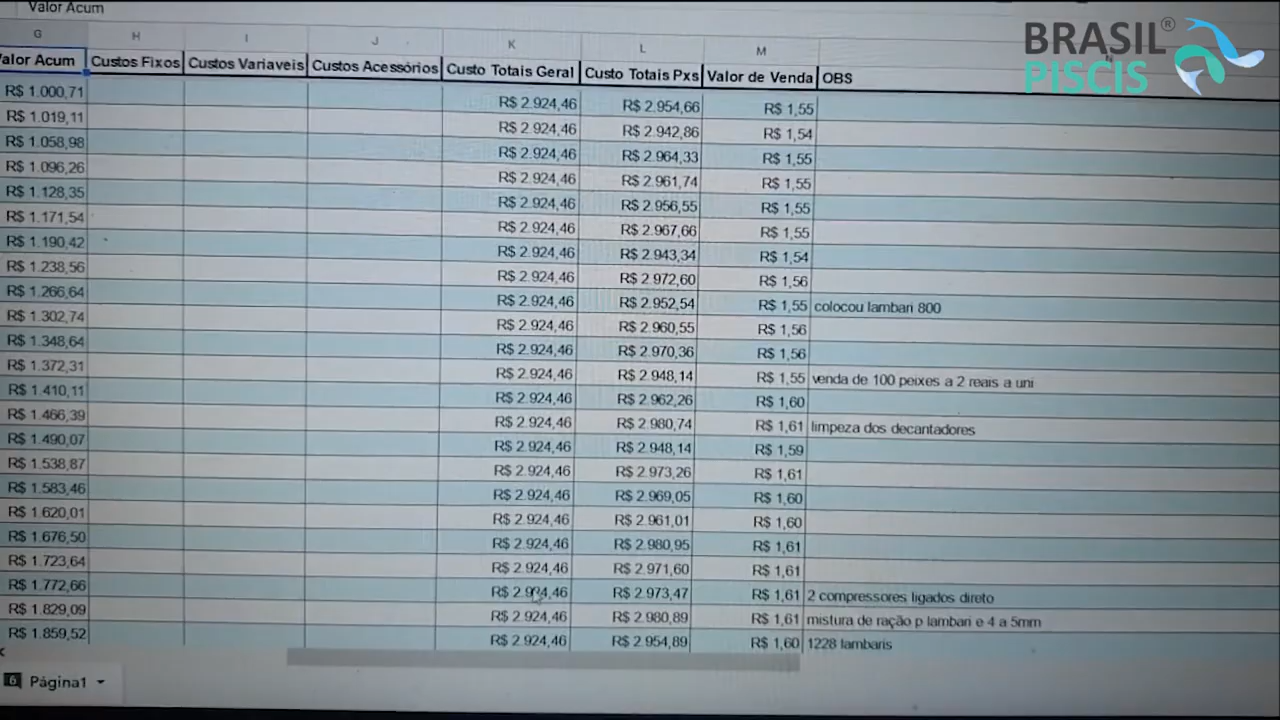 Valor Acum
BRASIL®
PISCIS
G H I J K L M
Valor Acum Custos Fixos Custos Variaveis Custos Acessórios Custo Totais Geral Custo Totais Pxs Valor de Venda OBS
R$ 1.000,71 R$ 2.924,46 R$ 2.954,66 R$ 1,55
R$ 1.019,11 R$ 2.924,46 R$ 2.942,86 R$ 1,54
R$ 1.058,98 R$ 2.924,46 R$ 2.964,33 R$ 1,55
R$ 1.096,26 R$ 2.924,46 R$ 2.961,74 R$ 1,55
R$ 1.128,35 R$ 2.924,46 R$ 2.956,55 R$ 1,55
R$ 1.171,54 R$ 2.924,46 R$ 2.967,66 R$ 1,55
R$ 1.190,42 R$ 2.924,46 R$ 2.943,34 R$ 1,54
R$ 1.238,56 R$ 2.924,46 R$ 2.972,60 R$ 1,56
R$ 1.266,64 R$ 2.924,46 R$ 2.952,54 R$ 1,55 colocou lambari 800
R$ 1.302,74 R$ 2.924,46 R$ 2.960,55 R$ 1,56
R$ 1.348,64 R$ 2.924,46 R$ 2.970,36 R$ 1,56
R$ 1.372,31 R$ 2.924,46 R$ 2.948,14 R$ 1,55 venda de 100 peixes a 2 reais a uni
R$ 1.410,11 R$ 2.924,46 R$ 2.962,26 R$ 1,60
R$ 1.466,39 R$ 2.924,46 R$ 2.980,74 R$ 1,61 limpeza dos decantadores
R$ 1.490,07 R$ 2.924,46 R$ 2.948,14 R$ 1,59
R$ 1.538,87 R$ 2.924,46 R$ 2.973,26 R$ 1,61
R$ 1.583,46 R$ 2.924,46 R$ 2.969,05 R$ 1,60
R$ 1.620,01 R$ 2.924,46 R$ 2.961,01 R$ 1,60
R$ 1.676,50 R$ 2.924,46 R$ 2.980,95 R$ 1,61
R$ 1.723,64 R$ 2.924,46 R$ 2.971,60 R$ 1,61
R$ 1.772,66 R$ 2.924,46 R$ 2.973,47 R$ 1,61 2 compressores ligados direto
R$ 1.829,09 R$ 2.924,46 R$ 2.980,89 R$ 1,61 mistura de ração p lambari e 4 a 5mm
R$ 1.859,52 R$ 2.924,46 R$ 2.954,89 R$ 1,60 1228 lambaris
6 Página1